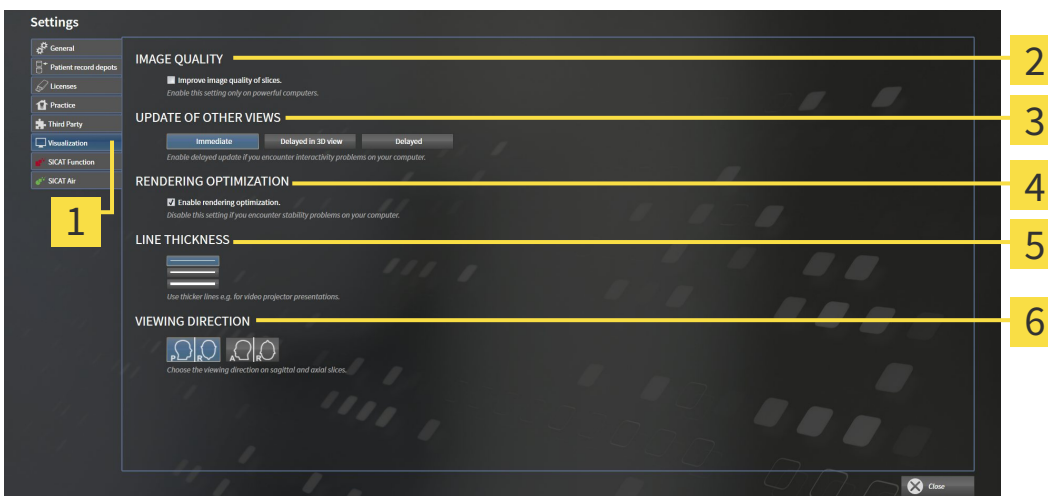 Settings
General
Patient record depots
Licenses
Practice
Third Party
Visualization
SICAT Function
SICAT Air
1
IMAGE QUALITY
Improve image quality of slices.
Enable this setting only on powerful computers.
2
UPDATE OF OTHER VIEWS
Immediate Delayed in 3D view Delayed
Enable delayed update if you encounter interactivity problems on your computer.
3
RENDERING OPTIMIZATION
Enable rendering optimization.
Disable this setting if you encounter stability problems on your computer.
4
LINE THICKNESS
Use thicker lines e.g. for video projector presentations.
5
VIEWING DIRECTION
P R A R
Choose the viewing direction on sagittal and axial slices.
6
Close